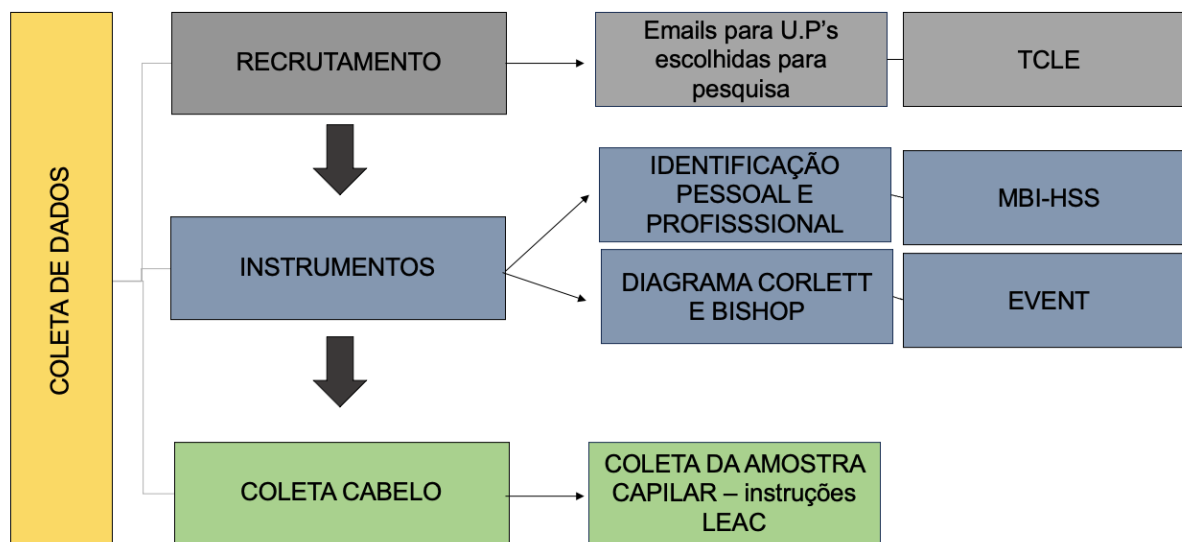 COLETA DE DADOS
RECRUTAMENTO
Emails para U.P's
escolhidas para
pesquisa
TCLE
INSTRUMENTOS
IDENTIFICAÇÃO
PESSOAL E
PROFISSSIONAL
MBI-HSS
DIAGRAMA CORLETT
E BISHOP
EVENT
COLETA CABELO
COLETA DA AMOSTRA
CAPILAR – instruções
LEAC